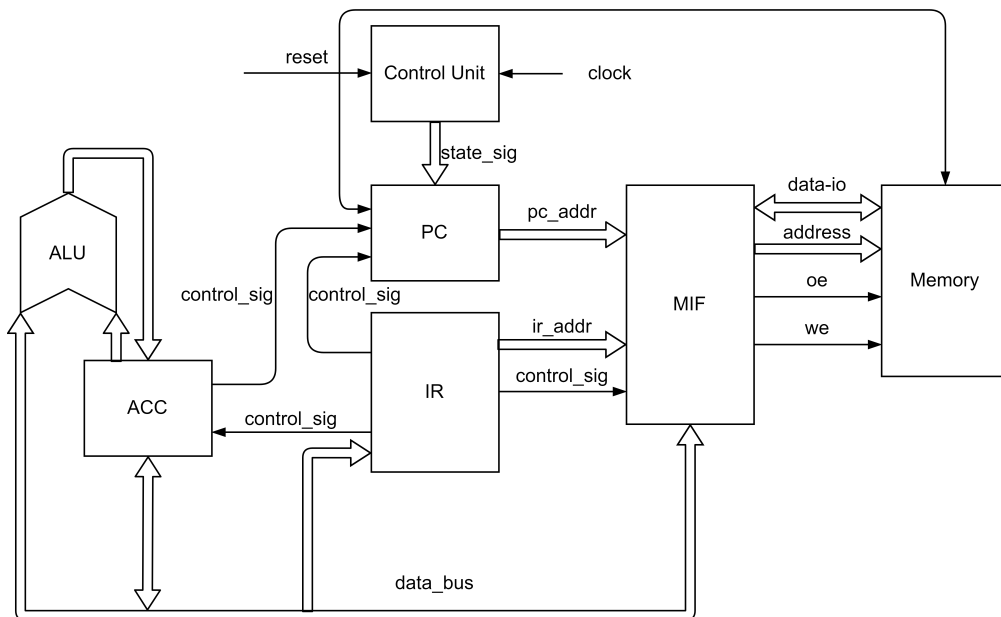 reset
Control Unit
clock
state_sig
data-io
pc_addr
PC
address
ALU
Memory
control_sig
control_sig
oe
MIF
ir_addr
we
control_sig
IR
ACC
control_sig
data_bus